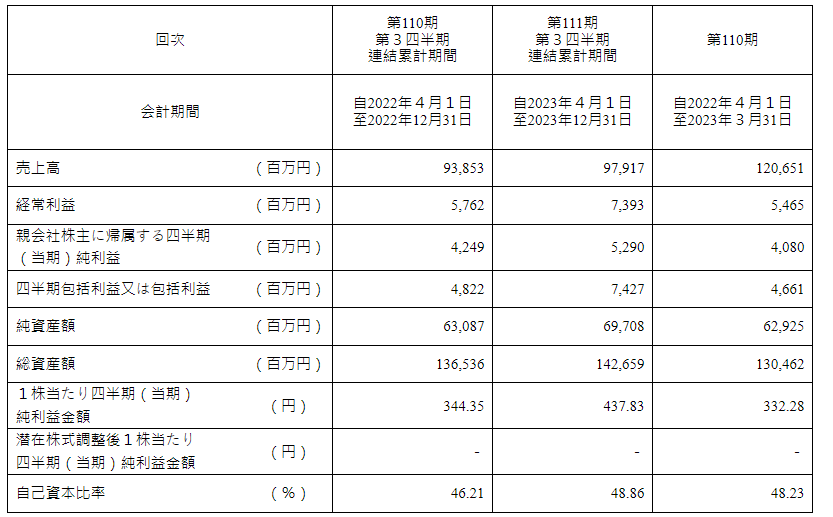 回次 第110期 第３四半期 連結累計期間 第111期 第３四半期 連結累計期間 第110期
会計期間 自2022年４月１日 至2022年12月31日 自2023年４月１日 至2023年12月31日 自2022年４月１日 至2023年３月31日
売上高 （百万円） 93,853 97,917 120,651
経常利益 （百万円） 5,762 7,393 5,465
親会社株主に帰属する四半期
（当期）純利益 （百万円） 4,249 5,290 4,080
四半期包括利益又は包括利益 （百万円） 4,822 7,427 4,661
純資産額 （百万円） 63,087 69,708 62,925
総資産額 （百万円） 136,536 142,659 130,462
１株当たり四半期（当期）
純利益金額 （円） 344.35 437.83 332.28
潜在株式調整後１株当たり
四半期（当期）純利益金額 （円） - - -
自己資本比率 （％） 46.21 48.86 48.23